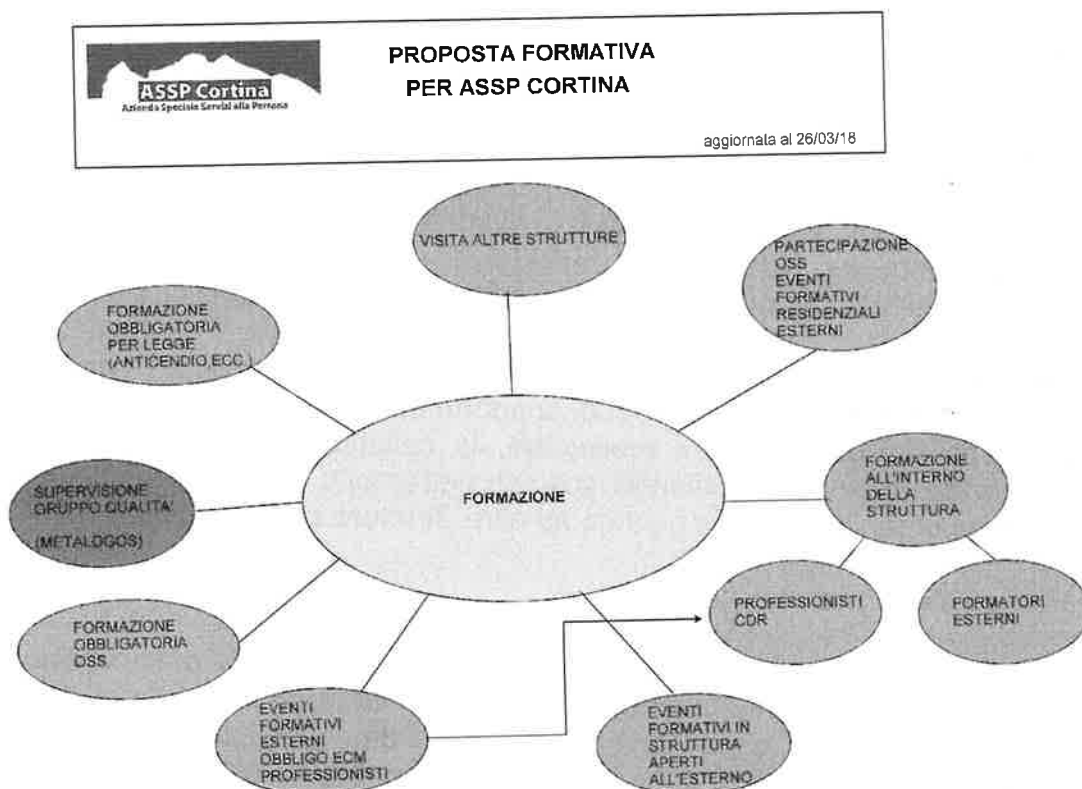 PROPOSTA FORMATIVA
PER ASSP CORTINA
ASSP Cortina
Azienda Speciale Servizi alla Persona
aggiornata al 26/03/18
VISITA ALTRE STRUTTURE
PARTECIPAZIONE
OSS
EVENTI
FORMATIVI
RESIDENZIALI
ESTERNI
FORMAZIONE
OBBLIGATORIA
PER LEGGE
(ANTICENDIO,ECC.)
FORMAZIONE
FORMAZIONE
ALL'INTERNO
DELLA
STRUTTURA
SUPERVISIONE
GRUPPO QUALITA'
(METALOGOS)
PROFESSIONISTI
CDR
FORMATORI
ESTERNI
FORMAZIONE
OBBLIGATORIA
OSS
EVENTI
FORMATIVI
ESTERNI
OBBLIGO ECM
PROFESSIONISTI
EVENTI
FORMATIVI IN
STRUTTURA
APERTI
ALL'ESTERNO